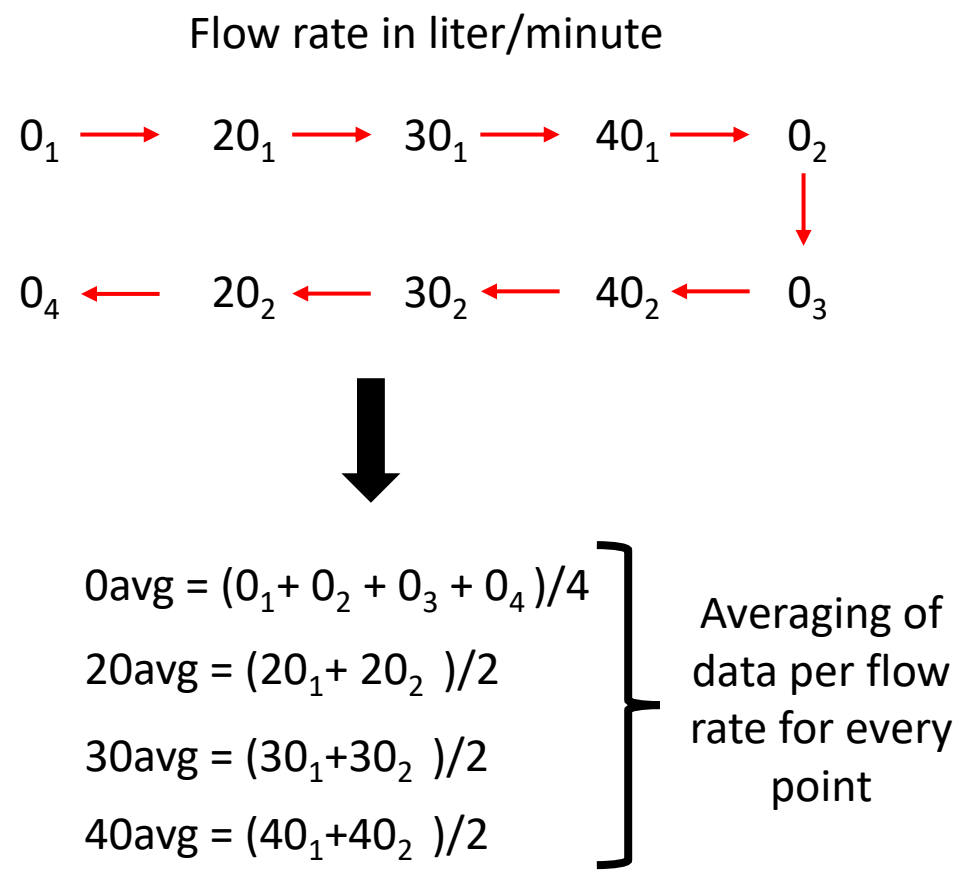 Flow rate in liter/minute
0₁ 20₁ 30₁ 40₁ 0₂
0₄ 20₂ 30₂ 40₂ 0₃
0avg = (0₁+ 0₂ + 0₃ + 0₄ )/4
20avg = (20₁+ 20₂ )/2
30avg = (30₁+30₂ )/2
40avg = (40₁+40₂ )/2
Averaging of
data per flow
rate for every
point